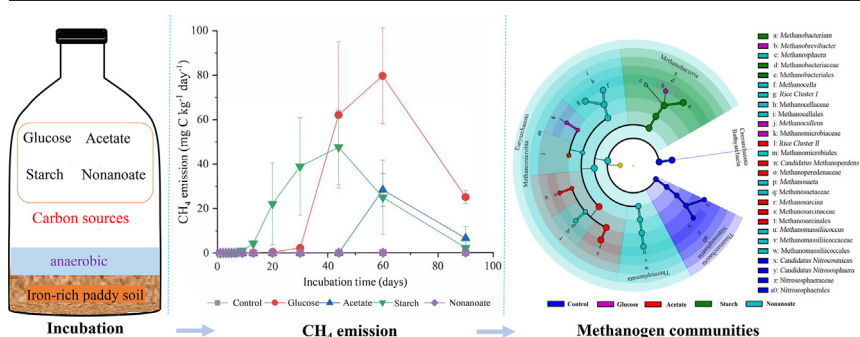 Glucose Acetate
Starch Nonanoate
Carbon sources
anaerobic
Iron-rich paddy soil
Incubation
CH₄ emission (mg C kg⁻¹ day⁻¹)
100
80
60
40
20
0
0 20 40 60 80 100
Incubation time (days)
Control Glucose Acetate Starch Nonanoate
CH₄ emission
Methanobacteria
Euryarchaeota
Methanomicrobia
Thermoplasmata
Crenarchaeota
Bathyarchaeia
Nitrososphaeria
Thaumarchaeota
a: Methanobacterium
b: Methanobrevibacter
c: Methanosphaera
d: Methanobacteriaceae
e: Methanobacteriales
f: Methanocella
g: Rice Cluster I
h: Methanocellaceae
i: Methanocellales
j: Methanoculleus
k: Methanomicrobiaceae
l: Rice Cluster II
m: Methanomicrobiales
n: Candidatus Methanoperedens
o: Methanoperedenaceae
p: Methanosaeta
q: Methanosaetaceae
r: Methanosarcina
s: Methanosarcinaceae
t: Methanosarcinales
u: Methanomassiliicoccus
v: Methanomassiliicoccaceae
w: Methanomassiliicoccales
x: Candidatus Nitrocosmicus
y: Candidatus Nitrososphaera
z: Nitrososphaeraceae
a0: Nitrososphaerales
Control Glucose Acetate Starch Nonanoate
Methanogen communities